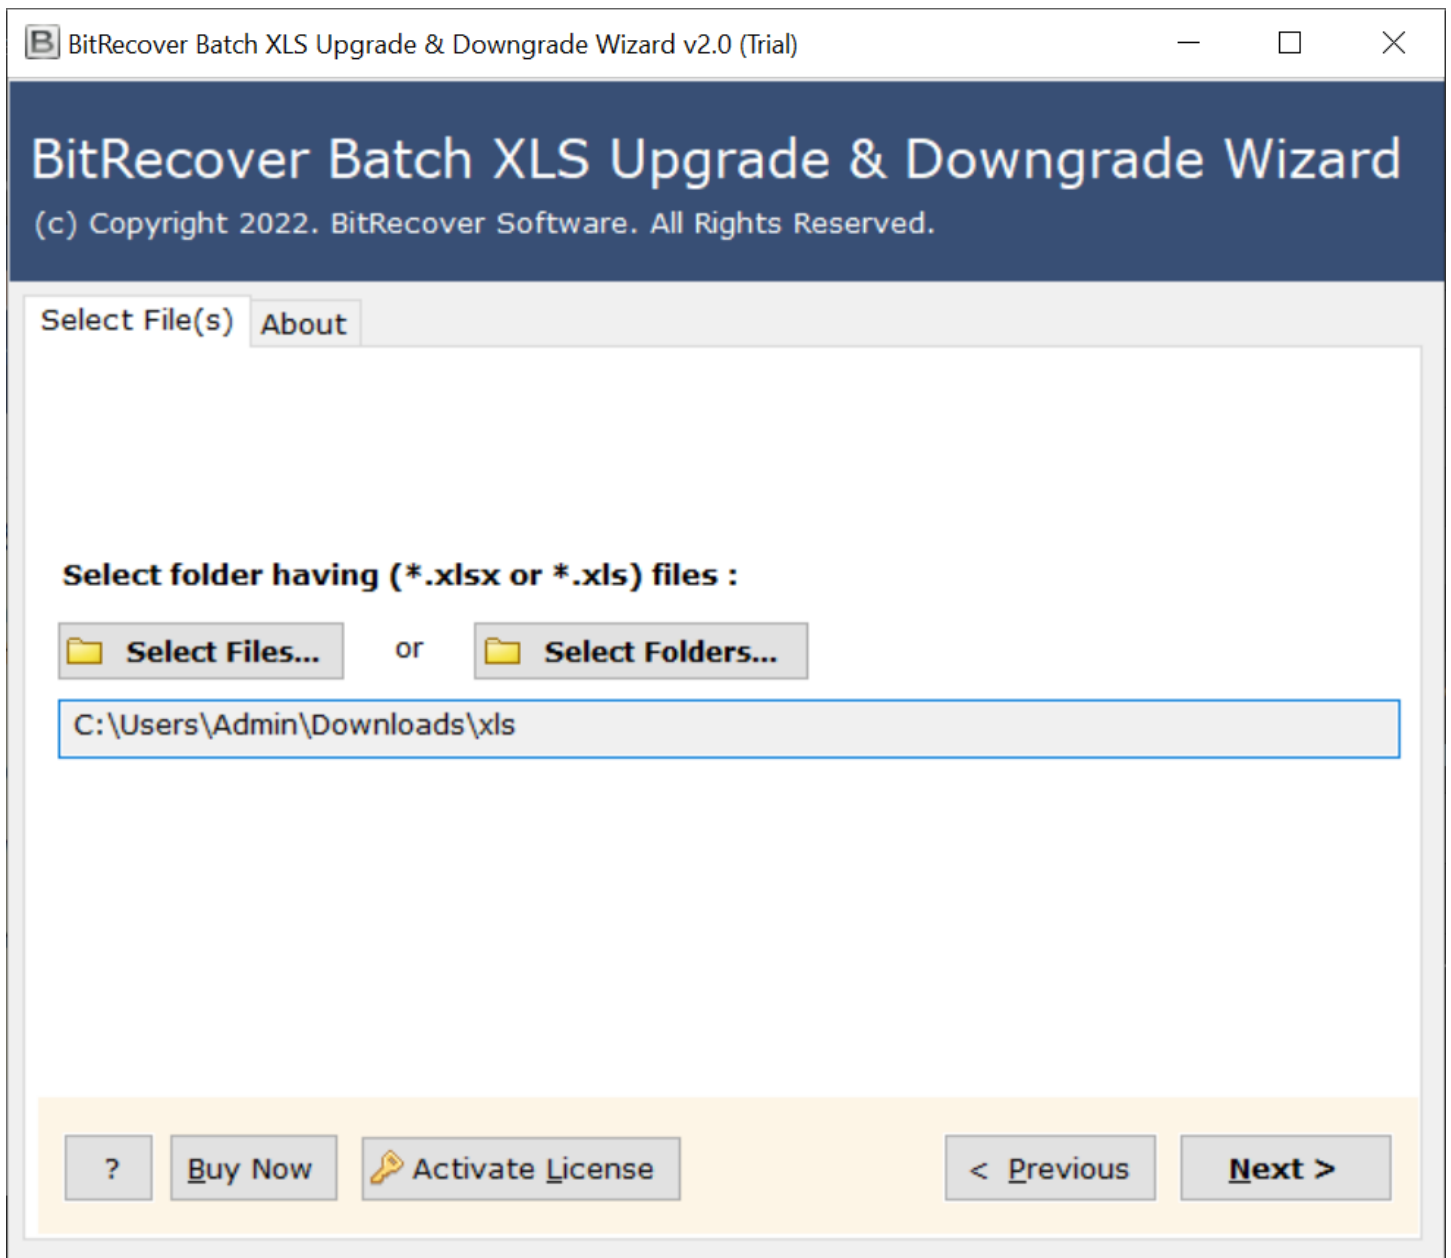 BitRecover Batch XLS Upgrade & Downgrade Wizard v2.0 (Trial)
BitRecover Batch XLS Upgrade & Downgrade Wizard
(c) Copyright 2022. BitRecover Software. All Rights Reserved.
Select File(s) About
Select folder having (*.xlsx or *.xls) files :
Select Files... or Select Folders...
C:\Users\Admin\Downloads\xls
? Buy Now Activate License < Previous Next >